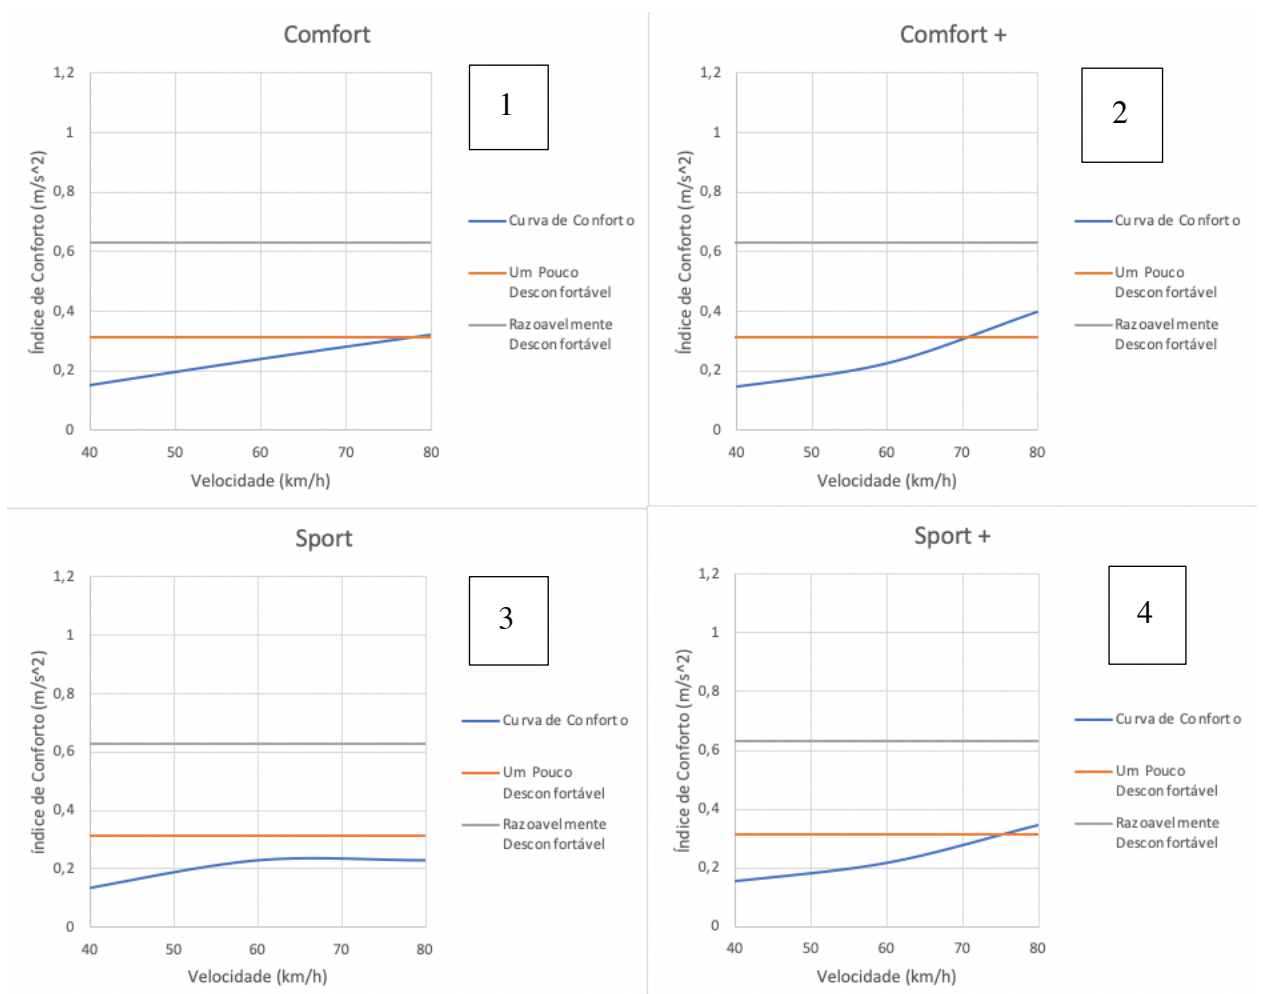 Comfort
1
1,2
1
0,8
0,6
0,4
0,2
0
Índice de Conforto (m/s^2)
40 50 60 70 80
Velocidade (km/h)
Curva de Conforto
Um Pouco
Desconfortável
Razoavelmente
Desconfortável
Comfort +
2
1,2
1
0,8
0,6
0,4
0,2
0
Índice de Conforto (m/s^2)
40 50 60 70 80
Velocidade (km/h)
Curva de Conforto
Um Pouco
Desconfortável
Razoavelmente
Desconfortável
Sport
3
1,2
1
0,8
0,6
0,4
0,2
0
índice de Conforto (m/s^2)
40 50 60 70 80
Velocidade (km/h)
Curva de Conforto
Um Pouco
Desconfortável
Razoavelmente
Desconfortável
Sport +
4
1,2
1
0,8
0,6
0,4
0,2
0
Índice de Conforto (m/s^2)
40 50 60 70 80
Velocidade (km/h)
Curva de Conforto
Um Pouco
Desconfortável
Razoavelmente
Desconfortável